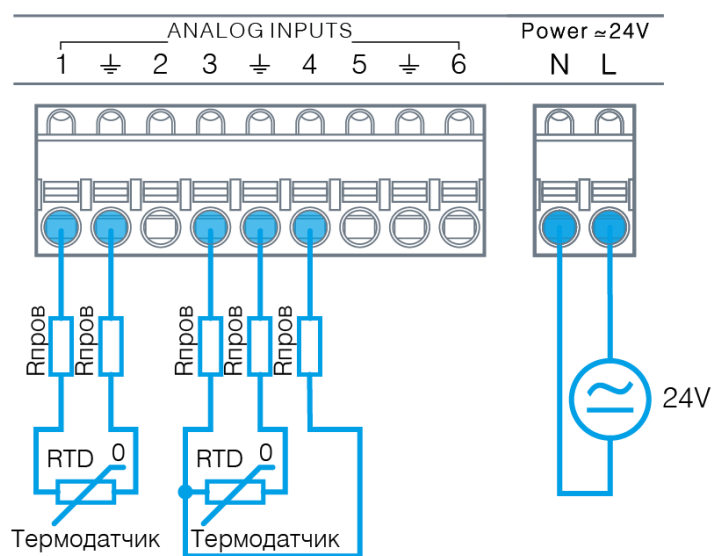 ANALOG INPUTS
Power ≃24V
1 ⏚ 2 3 ⏚ 4 5 ⏚ 6
N L
Rпров Rпров Rпров Rпров Rпров
24V
RTD 0 RTD 0
Термодатчик Термодатчик